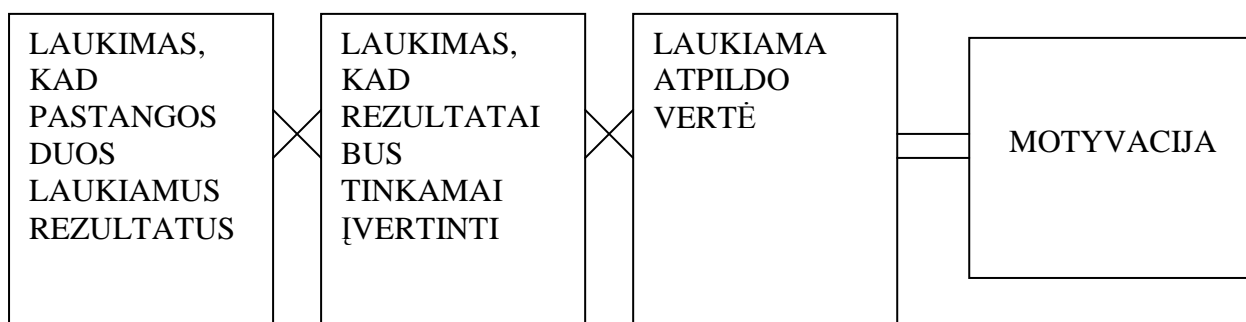 LAUKIMAS,
KAD
PASTANGOS
DUOS
LAUKIAMUS
REZULTATUS
LAUKIMAS,
KAD
REZULTATAI
BUS
TINKAMAI
ĮVERTINTI
LAUKIAMA
ATPILDO
VERTĖ
MOTYVACIJA